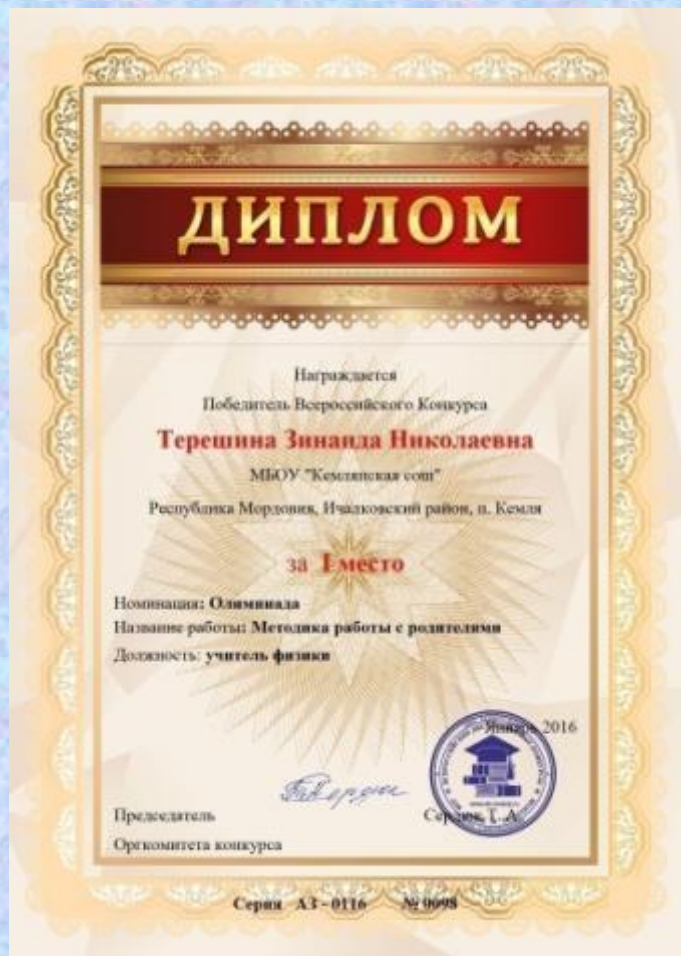 ДИПЛОМ
Награждается
Победитель Всероссийского Конкурса
Терешина Зинаида Николаевна
МБОУ "Кемлянская сош"
Республика Мордовия, Ичалковский район, п. Кемля
за I место
Номинация: Олимпиада
Название работы: Методика работы с родителями
Должность: учитель физики
Январь 2016
Председатель
Оргкомитета конкурса
Сердюк Т. А.
Серия АЗ - 0116 № 0098